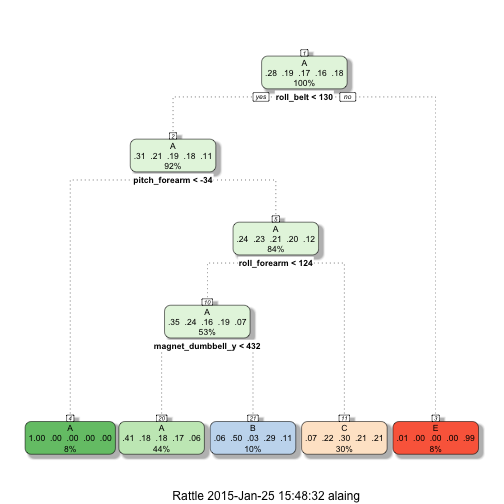 1
A
.28 .19 .17 .16 .18
100%
yes roll_belt < 130 no
2
A
.31 .21 .19 .18 .11
92%
pitch_forearm < -34
5
A
.24 .23 .21 .20 .12
84%
roll_forearm < 124
10
A
.35 .24 .16 .19 .07
53%
magnet_dumbbell_y < 432
4
A
1.00 .00 .00 .00 .00
8%
20
A
.41 .18 .18 .17 .06
44%
21
B
.06 .50 .03 .29 .11
10%
11
C
.07 .22 .30 .21 .21
30%
3
E
.01 .00 .00 .00 .99
8%
Rattle 2015-Jan-25 15:48:32 alaing